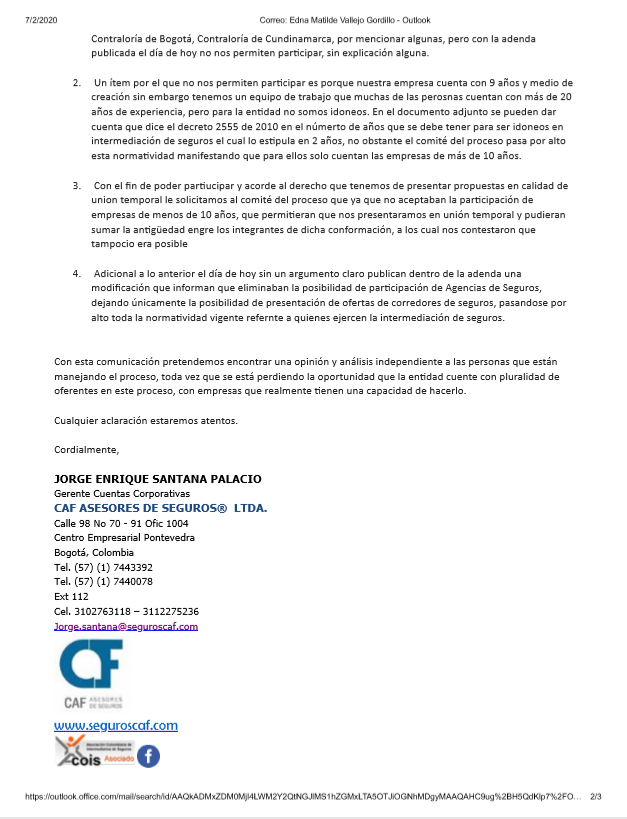 7/2/2020 Correo: Edna Matilde Vallejo Gordillo - Outlook
Contraloría de Bogotá, Contraloría de Cundinamarca, por mencionar algunas, pero con la adenda
publicada el día de hoy no nos permiten participar, sin explicación alguna.
2. Un ítem por el que no nos permiten participar es porque nuestra empresa cuenta con 9 años y medio de
creación sin embargo tenemos un equipo de trabajo que muchas de las perosnas cuentan con más de 20
años de experiencia, pero para la entidad no somos idoneos. En el documento adjunto se pueden dar
cuenta que dice el decreto 2555 de 2010 en el númerto de años que se debe tener para ser idoneos en
intermediación de seguros el cual lo estipula en 2 años, no obstante el comité del proceso pasa por alto
esta normatividad manifestando que para ellos solo cuentan las empresas de más de 10 años.
3. Con el fin de poder partiucipar y acorde al derecho que tenemos de presentar propuestas en calidad de
union temporal le solicitamos al comité del proceso que ya que no aceptaban la participación de
empresas de menos de 10 años, que permitieran que nos presentaramos en unión temporal y pudieran
sumar la antigüedad engre los integrantes de dicha conformación, a los cual nos contestaron que
tampocio era posible
4. Adicional a lo anterior el día de hoy sin un argumento claro publican dentro de la adenda una
modificación que informan que eliminaban la posibilidad de participación de Agencias de Seguros,
dejando únicamente la posibilidad de presentación de ofertas de corredores de seguros, pasandose por
alto toda la normatividad vigente refernte a quienes ejercen la intermediación de seguros.
Con esta comunicación pretendemos encontrar una opinión y análisis independiente a las personas que están
manejando el proceso, toda vez que se está perdiendo la oportunidad que la entidad cuente con pluralidad de
oferentes en este proceso, con empresas que realmente tienen una capacidad de hacerlo.
Cualquier aclaración estaremos atentos.
Cordialmente,
JORGE ENRIQUE SANTANA PALACIO
Gerente Cuentas Corporativas
CAF ASESORES DE SEGUROS® LTDA.
Calle 98 No 70 - 91 Ofic 1004
Centro Empresarial Pontevedra
Bogotá, Colombia
Tel. (57) (1) 7443392
Tel. (57) (1) 7440078
Ext 112
Cel. 3102763118 – 3112275236
Jorge.santana@seguroscaf.com
CAF ASESORES
DE SEGUROS
www.seguroscaf.com
Asociación Colombiana de
Intermediarios de Seguros
acois Asociado f
https://outlook.office.com/mail/search/id/AAQkADMxZDM0Mjl4LWM2Y2QtNGJlMS1hZGMxLTA5OTJiOGNhMDgyMAAQAHC9ug%2BH5QdKlp7%2FO… 2/3